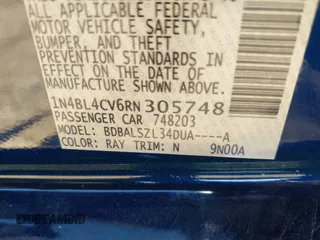 APPLICABLE FEDERAL
MOTOR VEHICLE SAFETY,
BUMPER, AND THEFT
PREVENTION STANDARDS
IN EFFECT ON THE DATE OF
MANUFACTURE SHOWN ABOVE.
1N4BL4CV6RN305748
PASSENGER CAR 748203
MODEL: BDBALSZL34DUA----A
COLOR: RAY TRIM: N 9N00A
DREAMBID